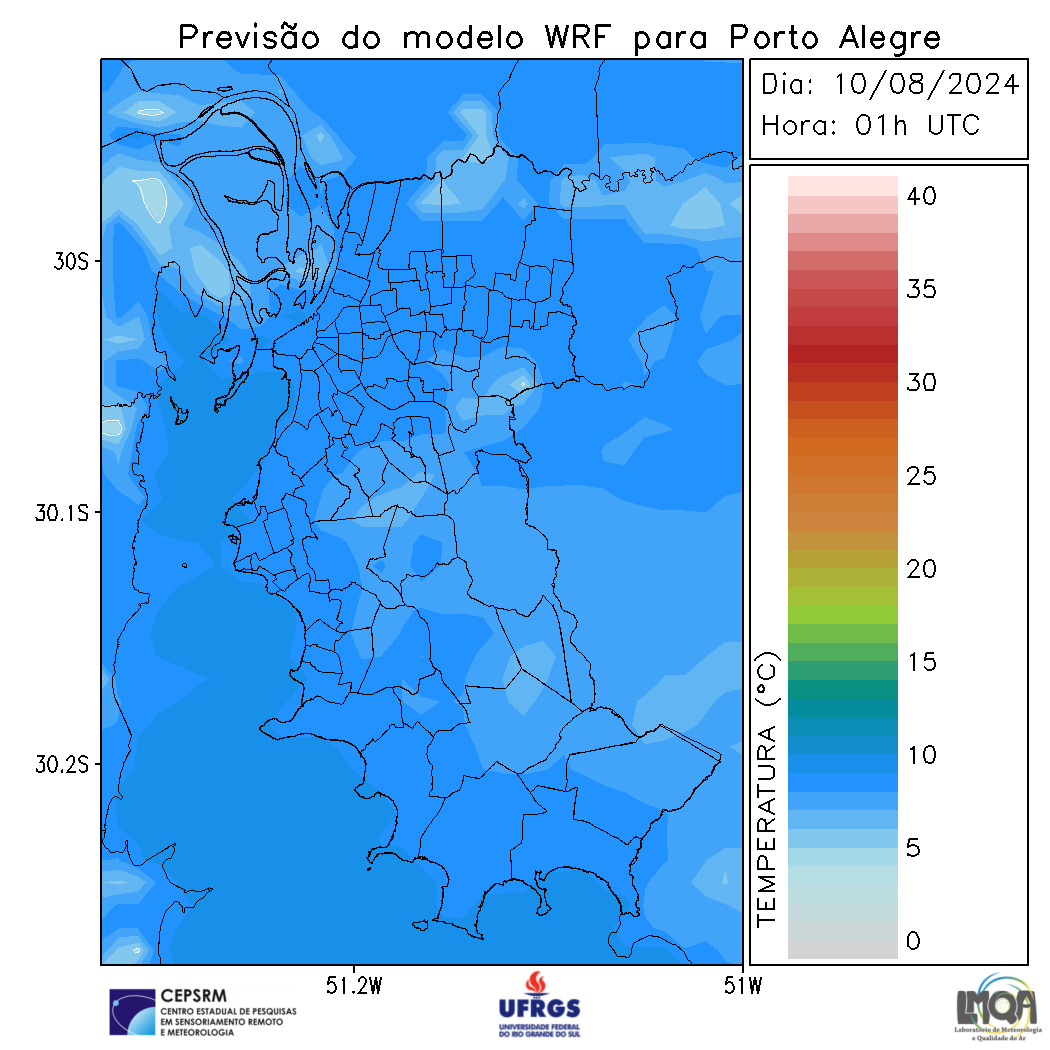 Previsão do modelo WRF para Porto Alegre
Dia: 10/08/2024
Hora: 01h UTC
30S
30.1S
30.2S
51.2W
51W
TEMPERATURA (°C)
40
35
30
25
20
15
10
5
0
CEPSRM
CENTRO ESTADUAL DE PESQUISAS
EM SENSORIAMENTO REMOTO
E METEOROLOGIA
UFRGS
UNIVERSIDADE FEDERAL
DO RIO GRANDE DO SUL
LMQA
Laboratório de Meteorologia
e Qualidade do Ar